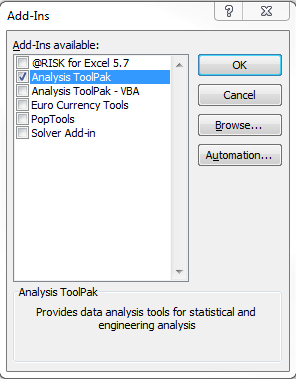 Add-Ins
?
Add-Ins available:
@RISK for Excel 5.7
Analysis ToolPak
Analysis ToolPak - VBA
Euro Currency Tools
PopTools
Solver Add-in
OK
Cancel
Browse...
Automation...
Analysis ToolPak
Provides data analysis tools for statistical and
engineering analysis